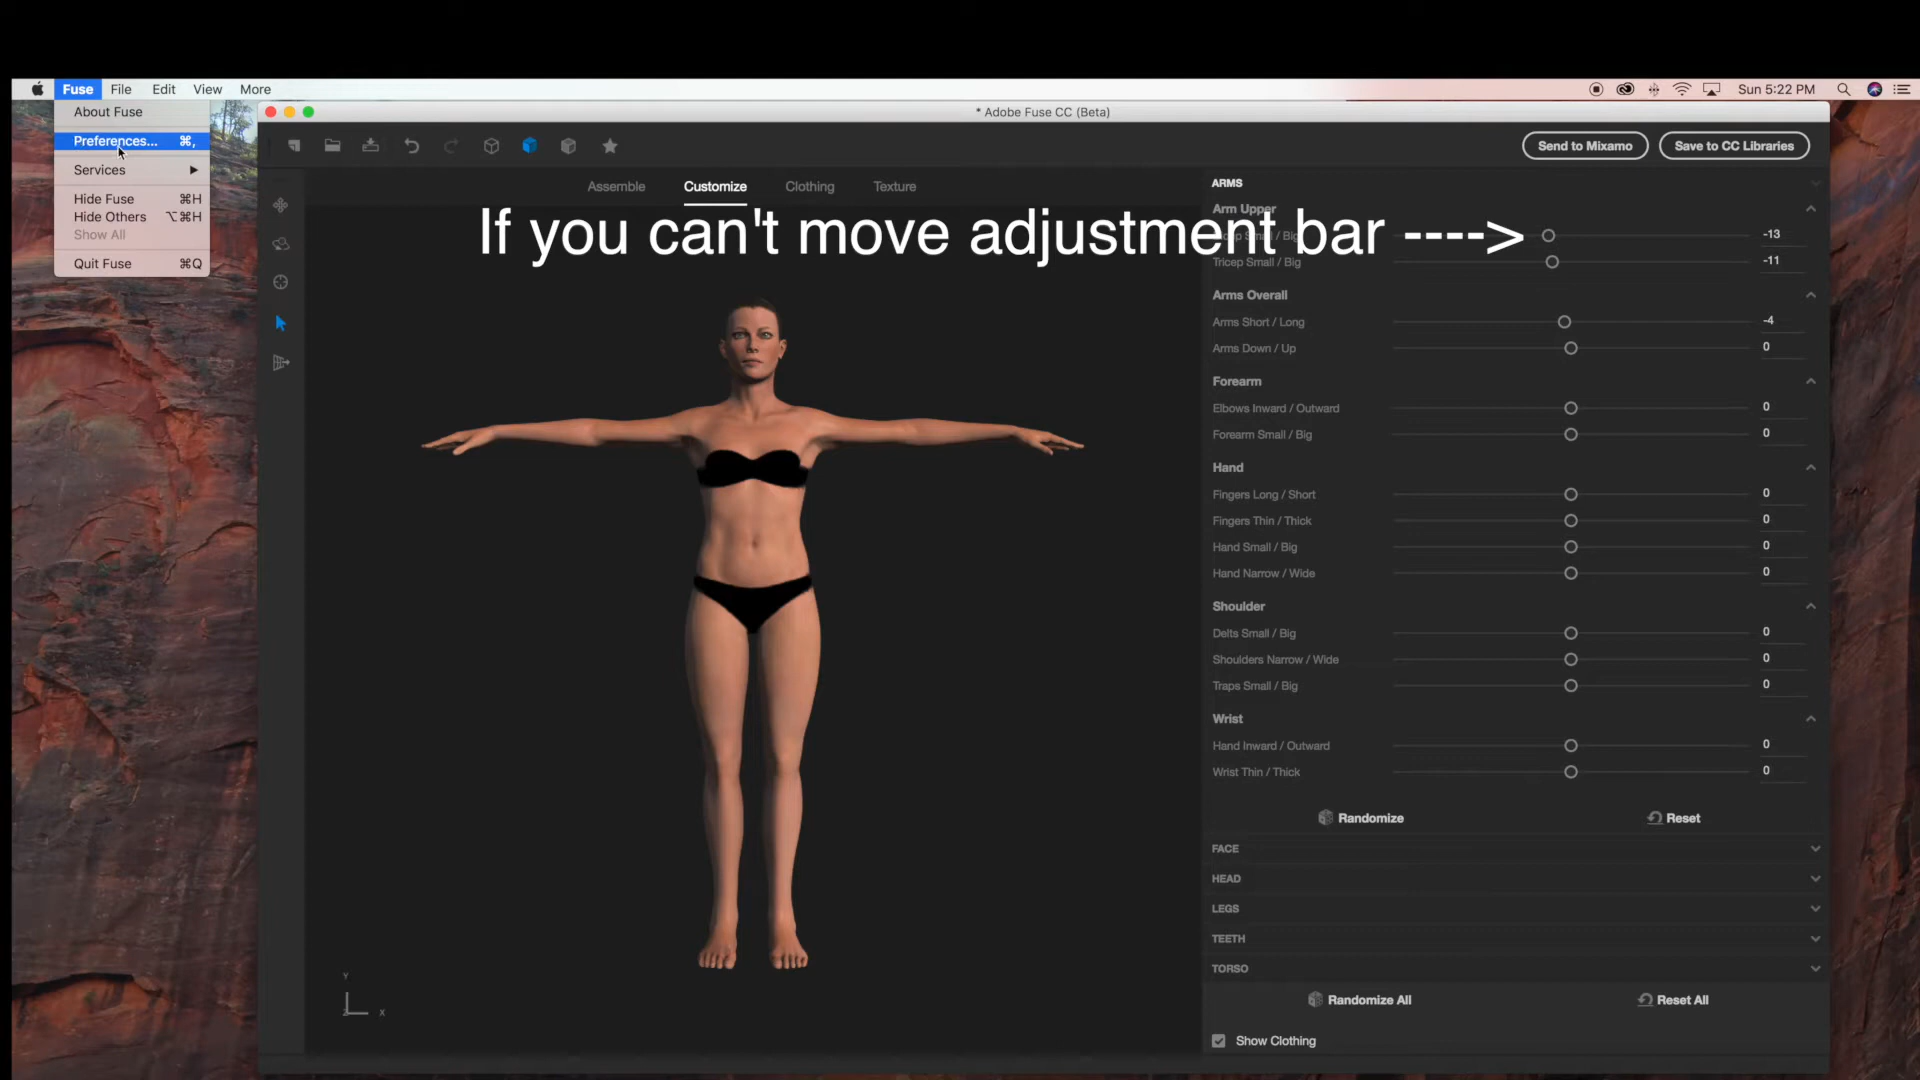 Fuse File Edit View More
Sun 5:22 PM
About Fuse
Preferences... ⌘,
Services ▶
Hide Fuse ⌘H
Hide Others ⌥⌘H
Show All
Quit Fuse ⌘Q
* Adobe Fuse CC (Beta)
Send to Mixamo
Save to CC Libraries
Assemble Customize Clothing Texture
If you can't move adjustment bar ---->
ARMS
Arm Upper
Small / Big -13
Tricep Small / Big -11
Arms Overall
Arms Short / Long -4
Arms Down / Up 0
Forearm
Elbows Inward / Outward 0
Forearm Small / Big 0
Hand
Fingers Long / Short 0
Fingers Thin / Thick 0
Hand Small / Big 0
Hand Narrow / Wide 0
Shoulder
Delts Small / Big 0
Shoulders Narrow / Wide 0
Traps Small / Big 0
Wrist
Hand Inward / Outward 0
Wrist Thin / Thick 0
Randomize Reset
FACE
HEAD
LEGS
TEETH
TORSO
Randomize All Reset All
Show Clothing
Y
Z X